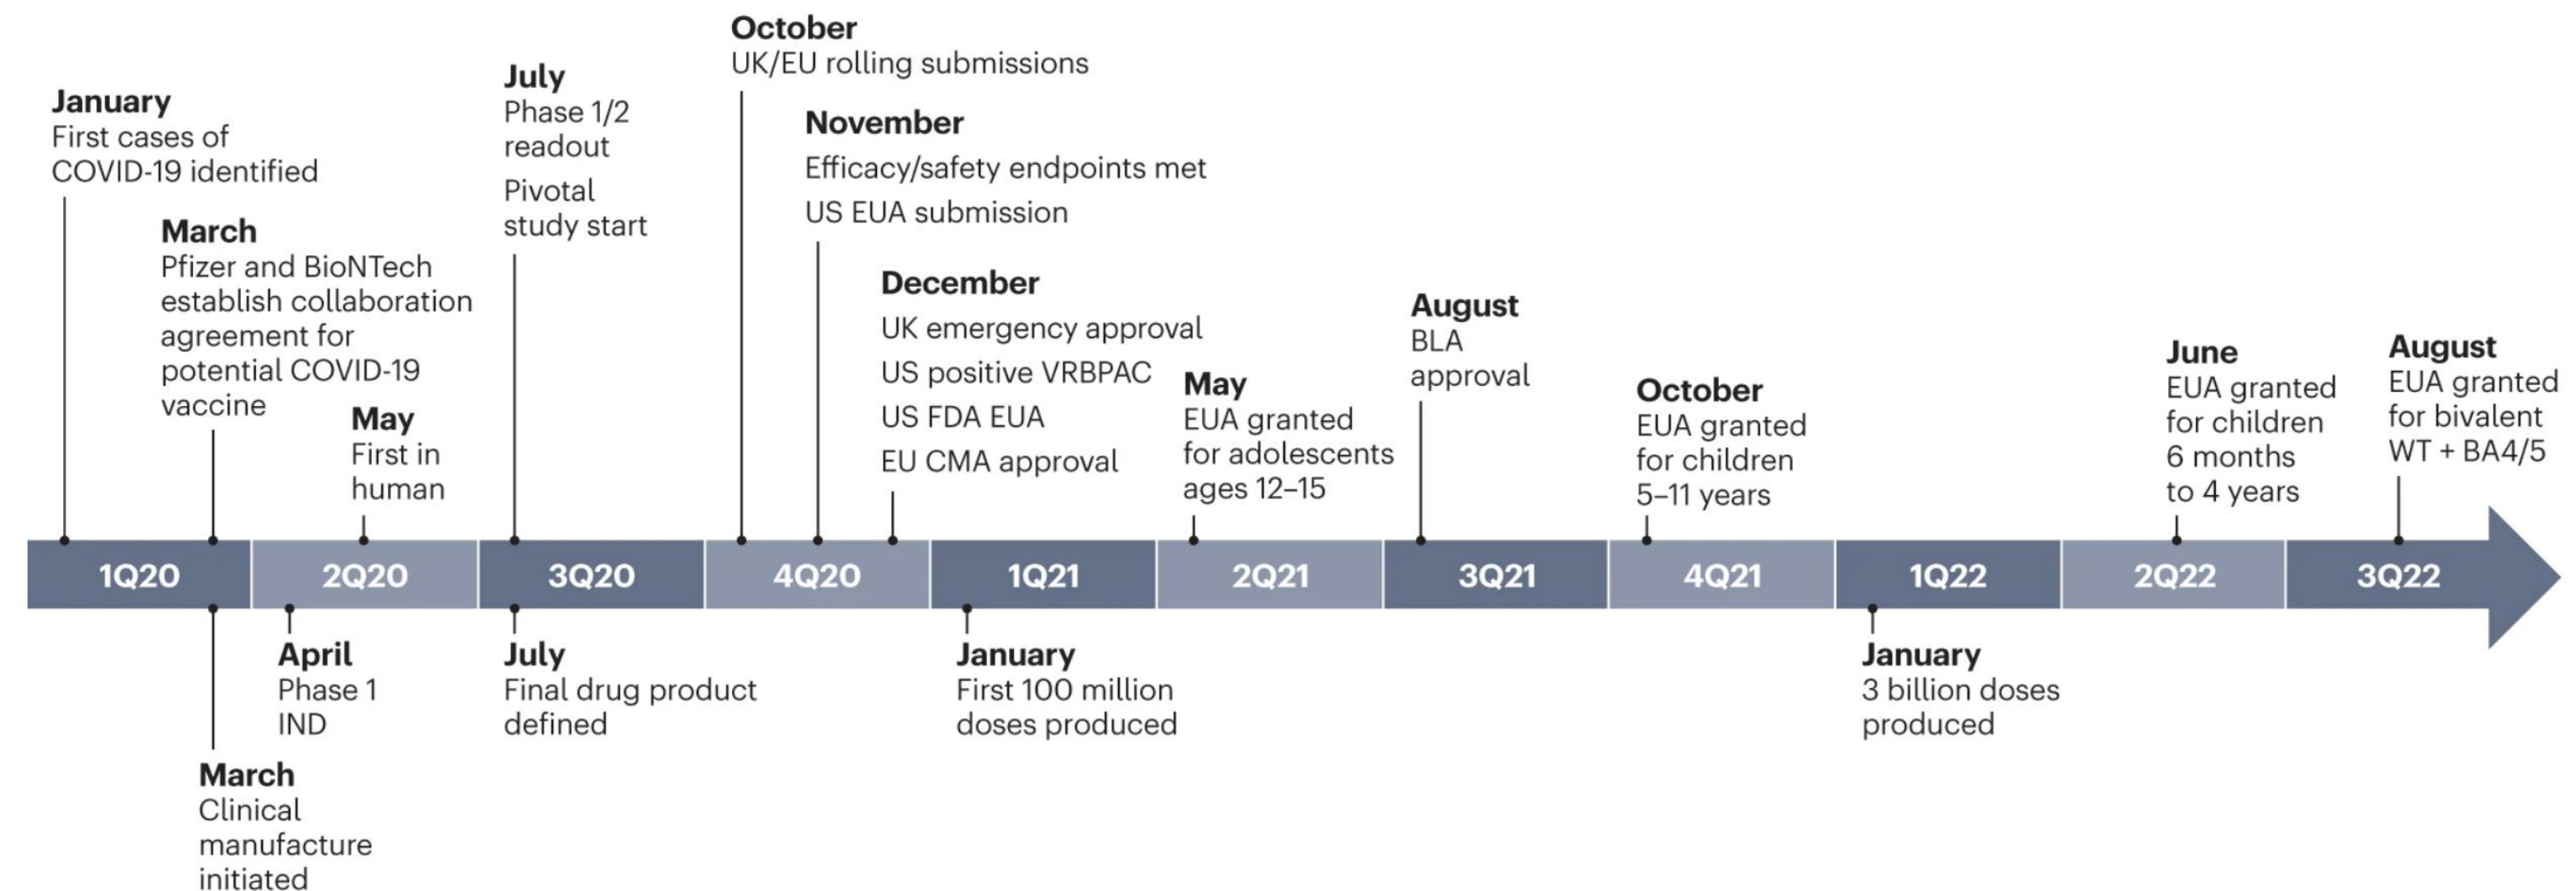 January
First cases of
COVID-19 identified
March
Pfizer and BioNTech
establish collaboration
agreement for
potential COVID-19
vaccine
May
First in
human
July
Phase 1/2
readout
Pivotal
study start
October
UK/EU rolling submissions
November
Efficacy/safety endpoints met
US EUA submission
December
UK emergency approval
US positive VRBPAC
US FDA EUA
EU CMA approval
May
EUA granted
for adolescents
ages 12–15
August
BLA
approval
October
EUA granted
for children
5–11 years
June
EUA granted
for children
6 months
to 4 years
August
EUA granted
for bivalent
WT + BA4/5
1Q20
2Q20
3Q20
4Q20
1Q21
2Q21
3Q21
4Q21
1Q22
2Q22
3Q22
March
Clinical
manufacture
initiated
April
Phase 1
IND
July
Final drug product
defined
January
First 100 million
doses produced
January
3 billion doses
produced